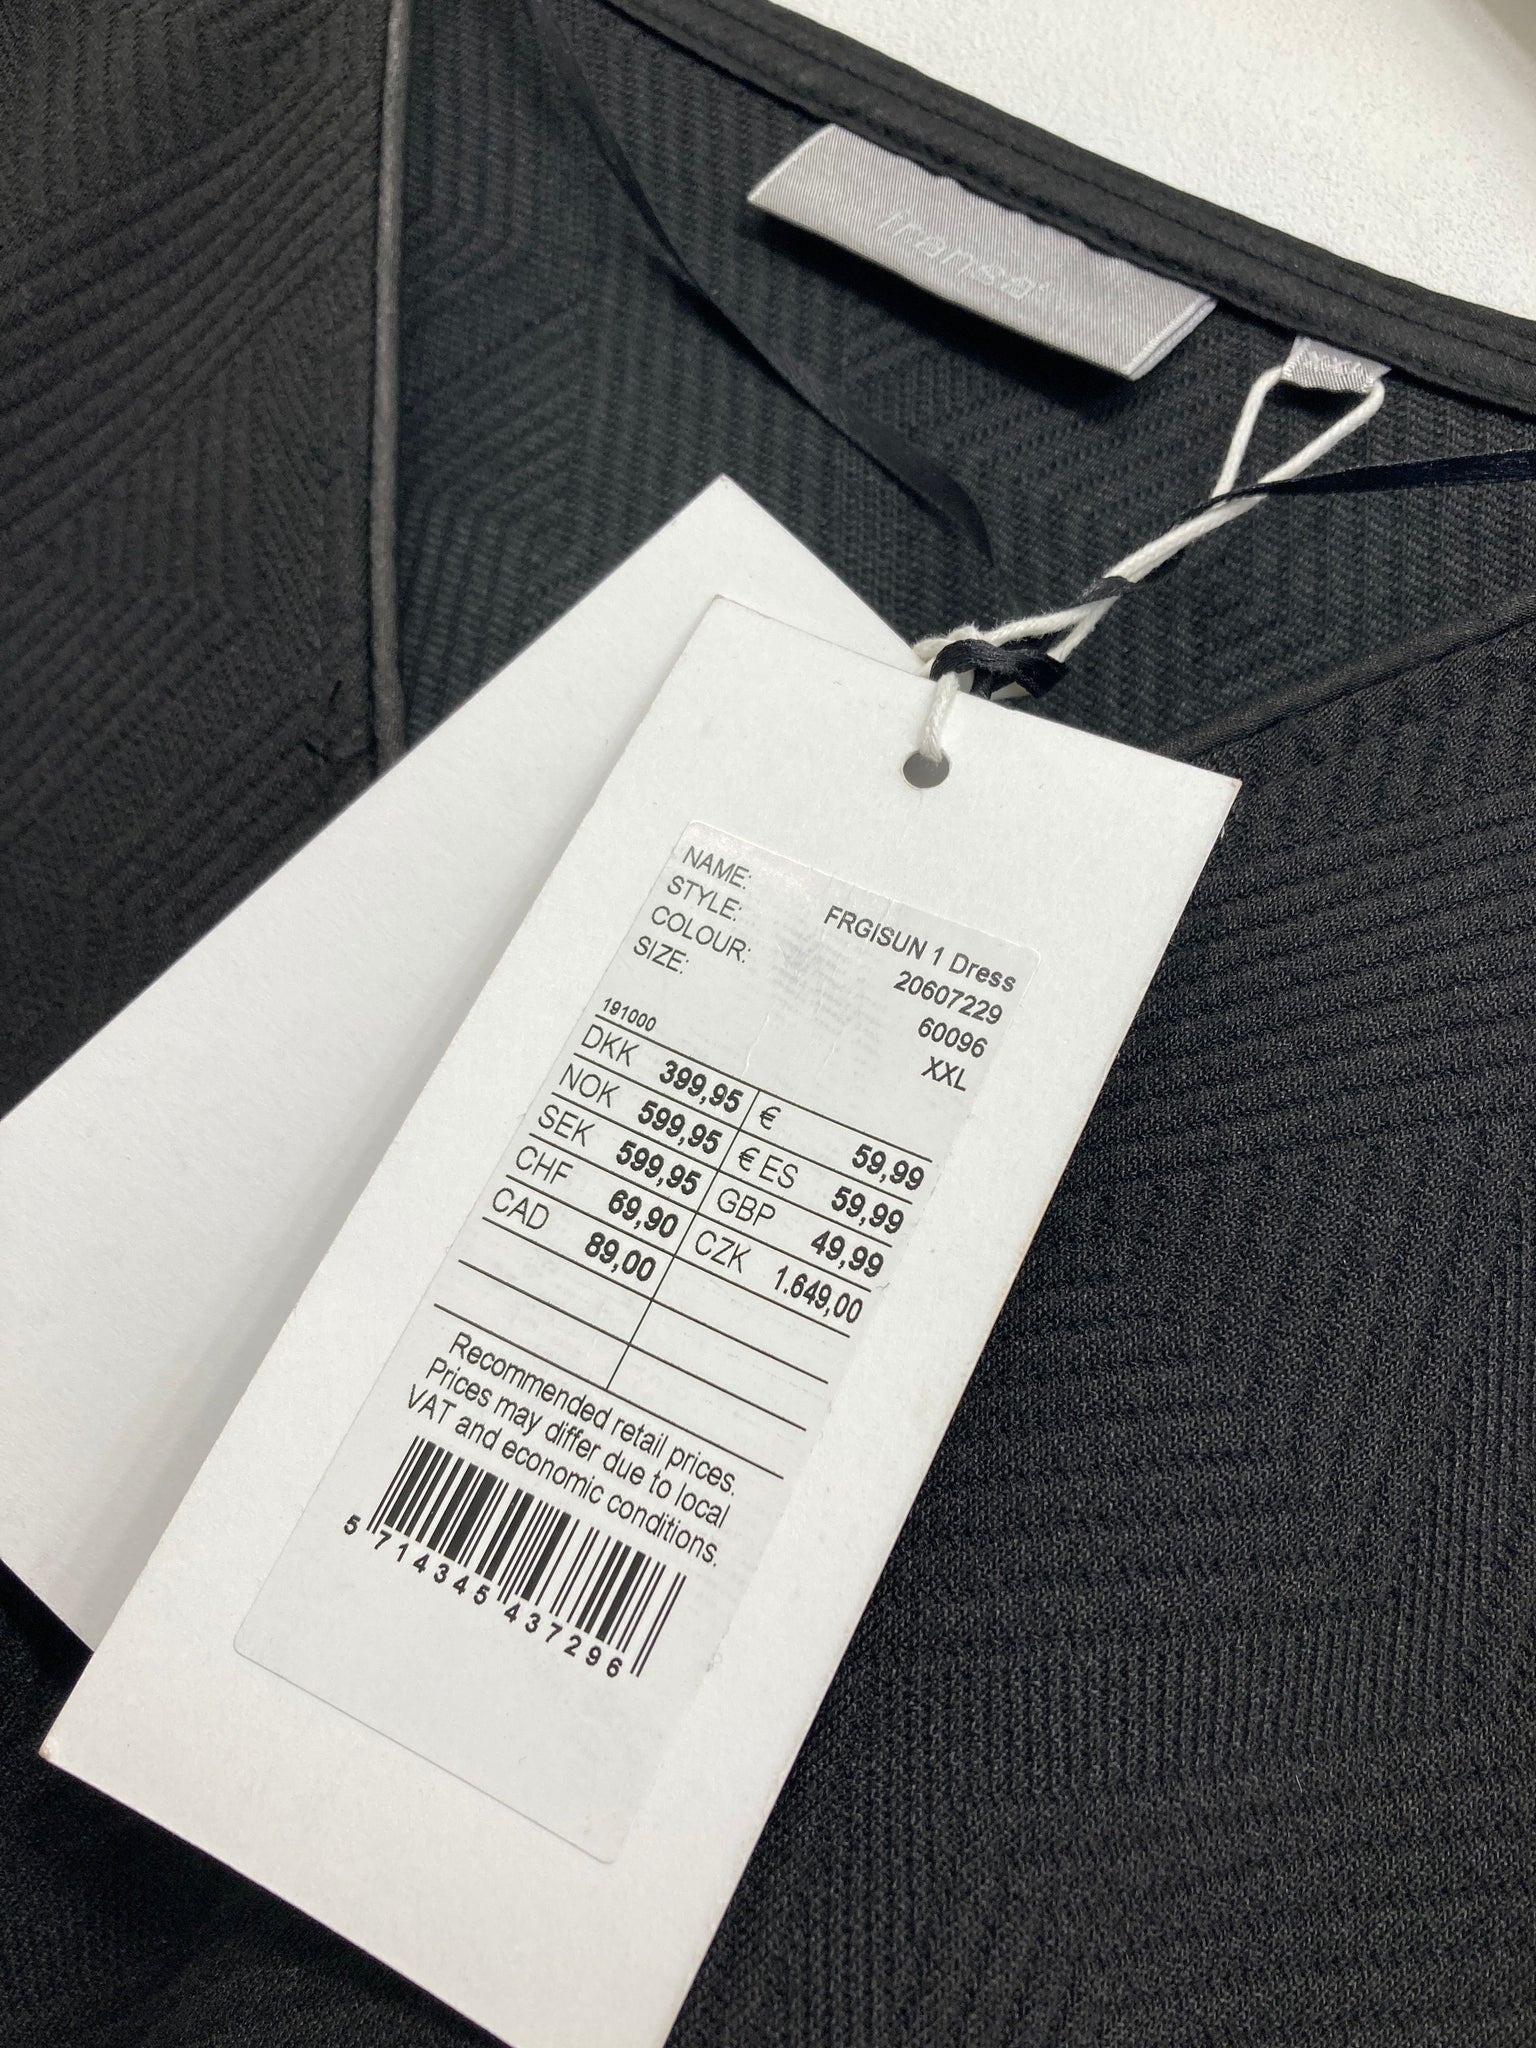 fransa
NAME: FRGISUN 1 Dress
STYLE: 20607229
COLOUR: 60096
SIZE: XXL
191000
DKK 399,95 € 59,99
NOK 599,95 € ES 59,99
SEK 599,95 GBP 49,99
CHF 69,90 CZK 1.649,00
CAD 89,00
Recommended retail prices.
Prices may differ due to local
VAT and economic conditions.
5 714345 437296